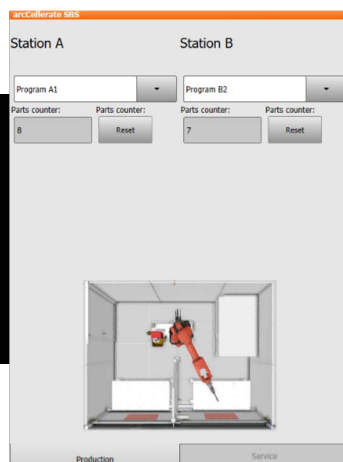 arcCellerate SBS
Station A Station B
Program A1 Program B2
Parts counter: Parts counter: Parts counter: Parts counter:
8 Reset 7 Reset
Production Service